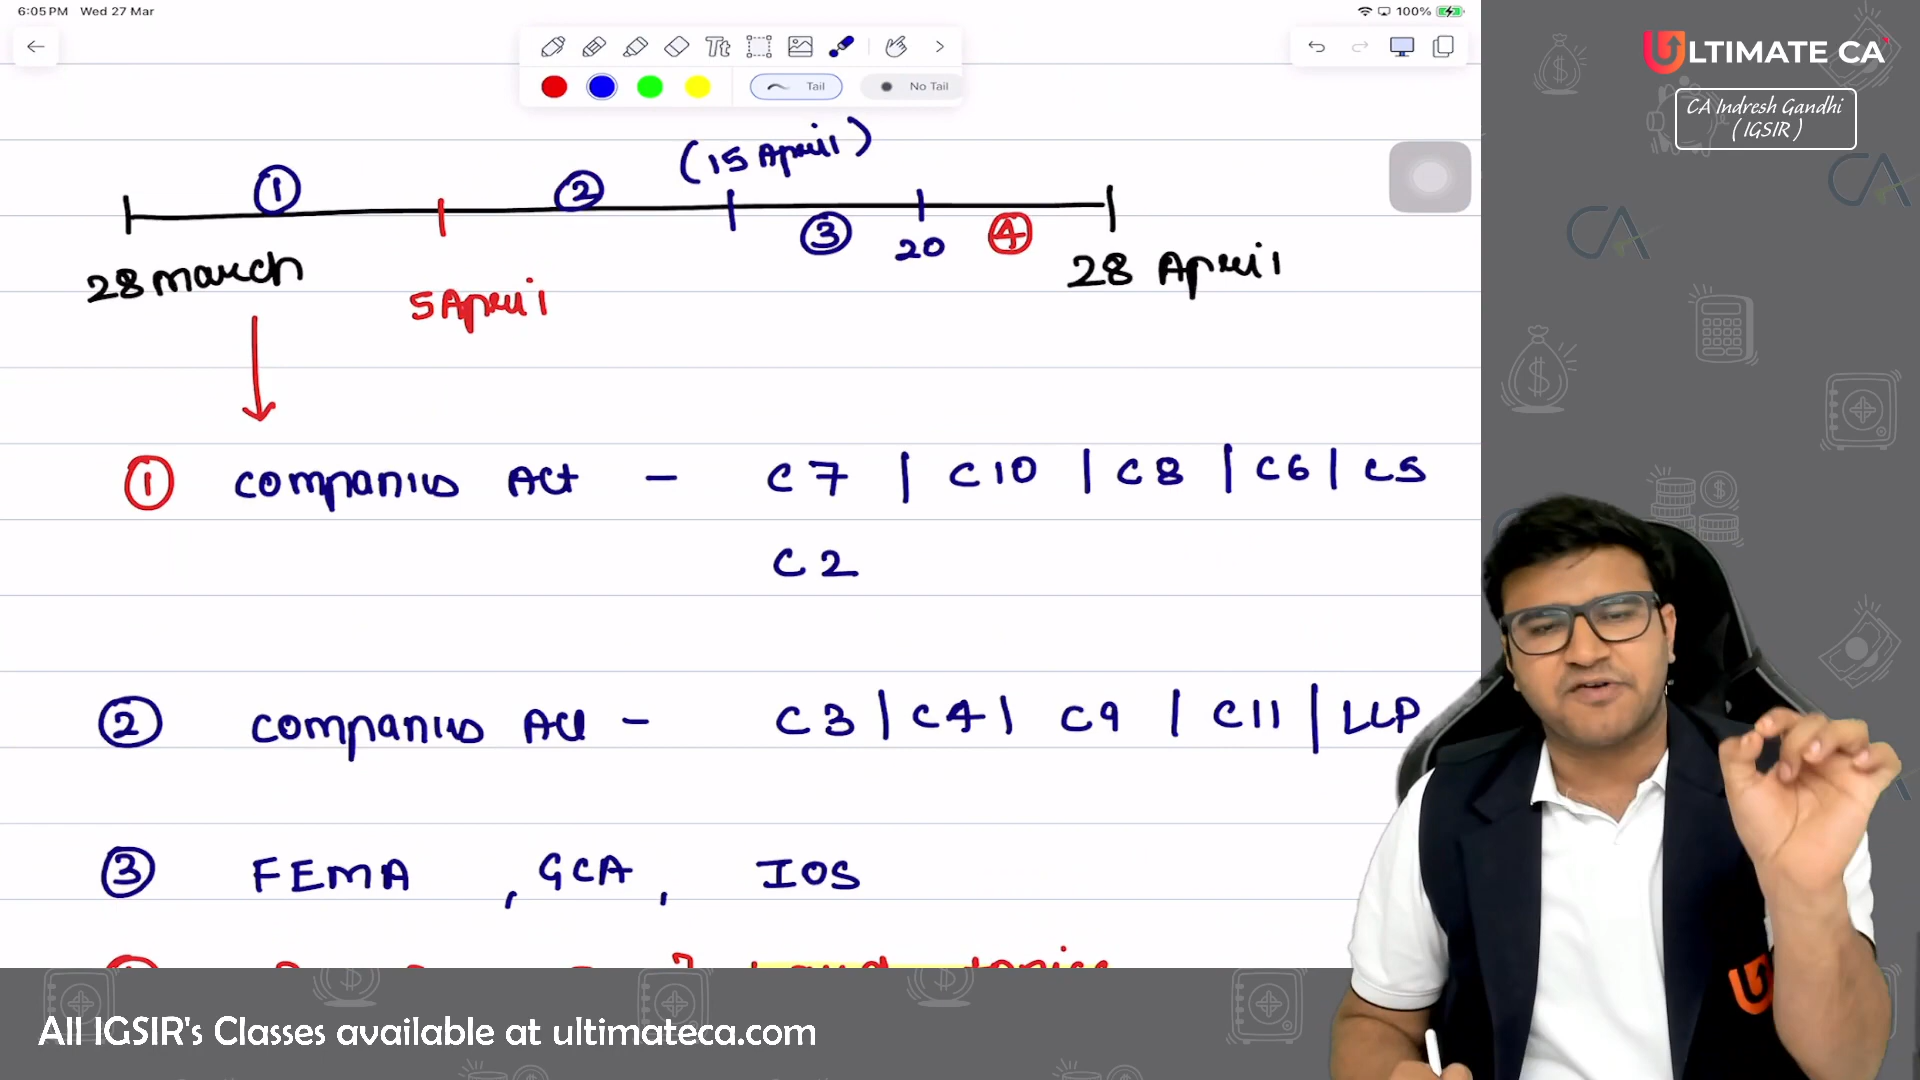 6:05 PM Wed 27 Mar
100%
Tt
Tail
No Tail
ULTIMATE CA
CA Indresh Gandhi
( IGSIR )
(15 April)
① ②
③ 20 ④
28 march
5 April
28 April
① Companies Act - C7 | C10 | C8 | C6 | C5
C2
② Companies Act - C3 | C4 | C9 | C11 | LLP
③ FEMA , GCA , IOS
All IGSIR's Classes available at ultimateca.com